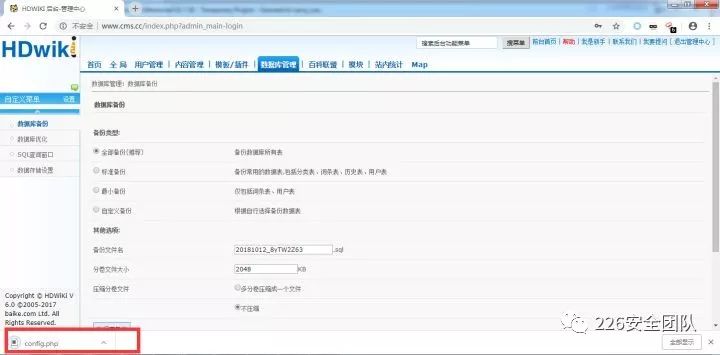 HDWiKi 后台-管理中心
不安全 | www.cms.cc/index.php?admin_main-login
HDwiki
搜索后台功能菜单 搜菜单 前台首页 | 帮助 | 我是新手 | 联系我们 | 我要提问 [ 退出管理中心 ]
首页 全 局 用户管理 | 内容管理 | 模板/插件 | 数据库管理 | 百科联盟 | 模块 | 站内统计 Map
自定义菜单 设置
数据库管理: 数据库备份
数据库备份
数据库优化
SQL查询窗口
数据存储设置
数据库备份
备份类型:
全部备份(推荐) 备份数据库所有表
标准备份 备份常用的数据表,包括分类表、词条表、历史表、用户表
最小备份 仅包括词条表、用户表
自定义备份 根据自行选择备份数据表
其他选项:
备份文件名 20181012_8yTW2Z63 .sql
分卷文件大小 2048 KB
压缩分卷文件 多分卷压缩成一个文件
不压缩
Copyright © HDWiKi V
6.0 ©2005-2017
baike.com Ltd. All
Rights Reserved.
226安全团队
config.php
全部显示